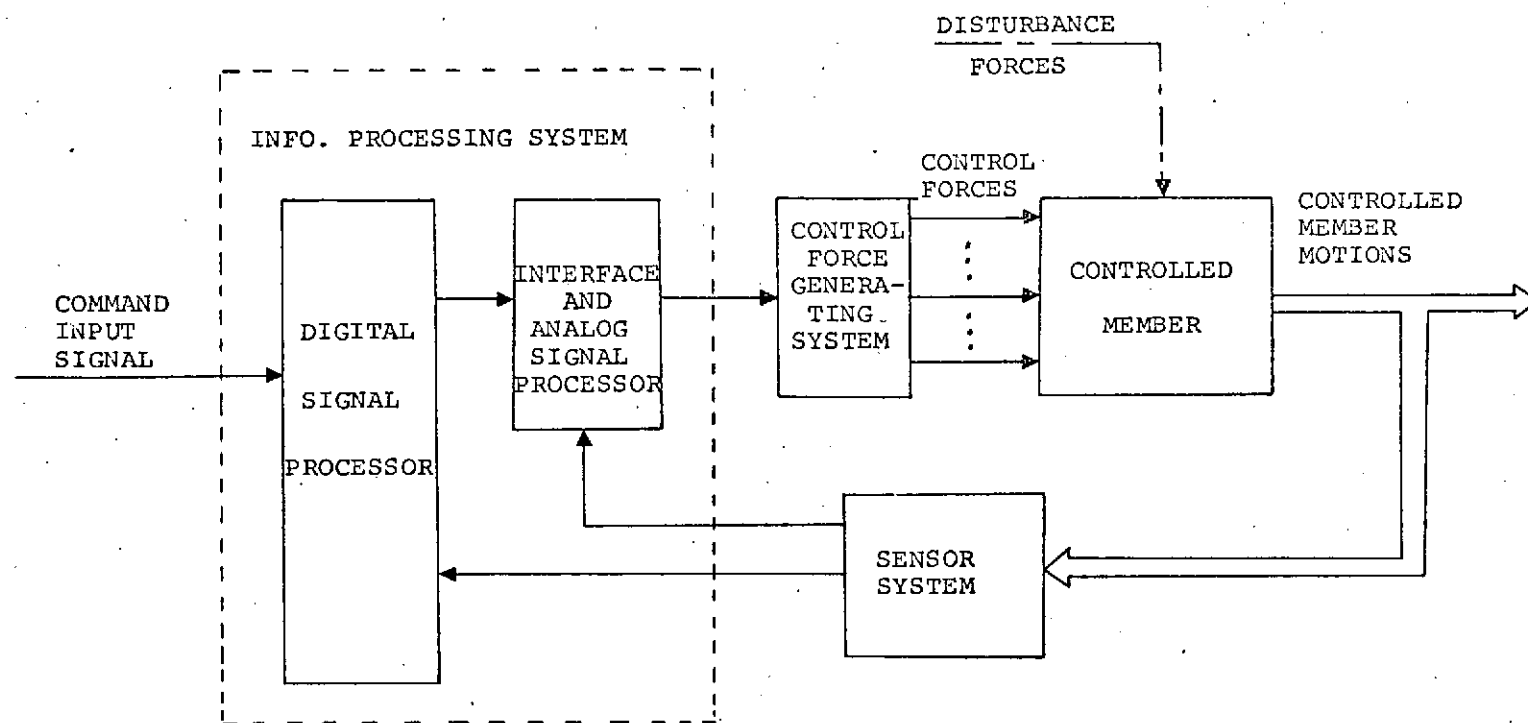 DISTURBANCE
FORCES
INFO. PROCESSING SYSTEM
CONTROL
FORCES
COMMAND
INPUT
SIGNAL
DIGITAL
SIGNAL
PROCESSOR
INTERFACE
AND
ANALOG
SIGNAL
PROCESSOR
CONTROL
FORCE
GENERA-
TING
SYSTEM
CONTROLLED
MEMBER
CONTROLLED
MEMBER
MOTIONS
SENSOR
SYSTEM